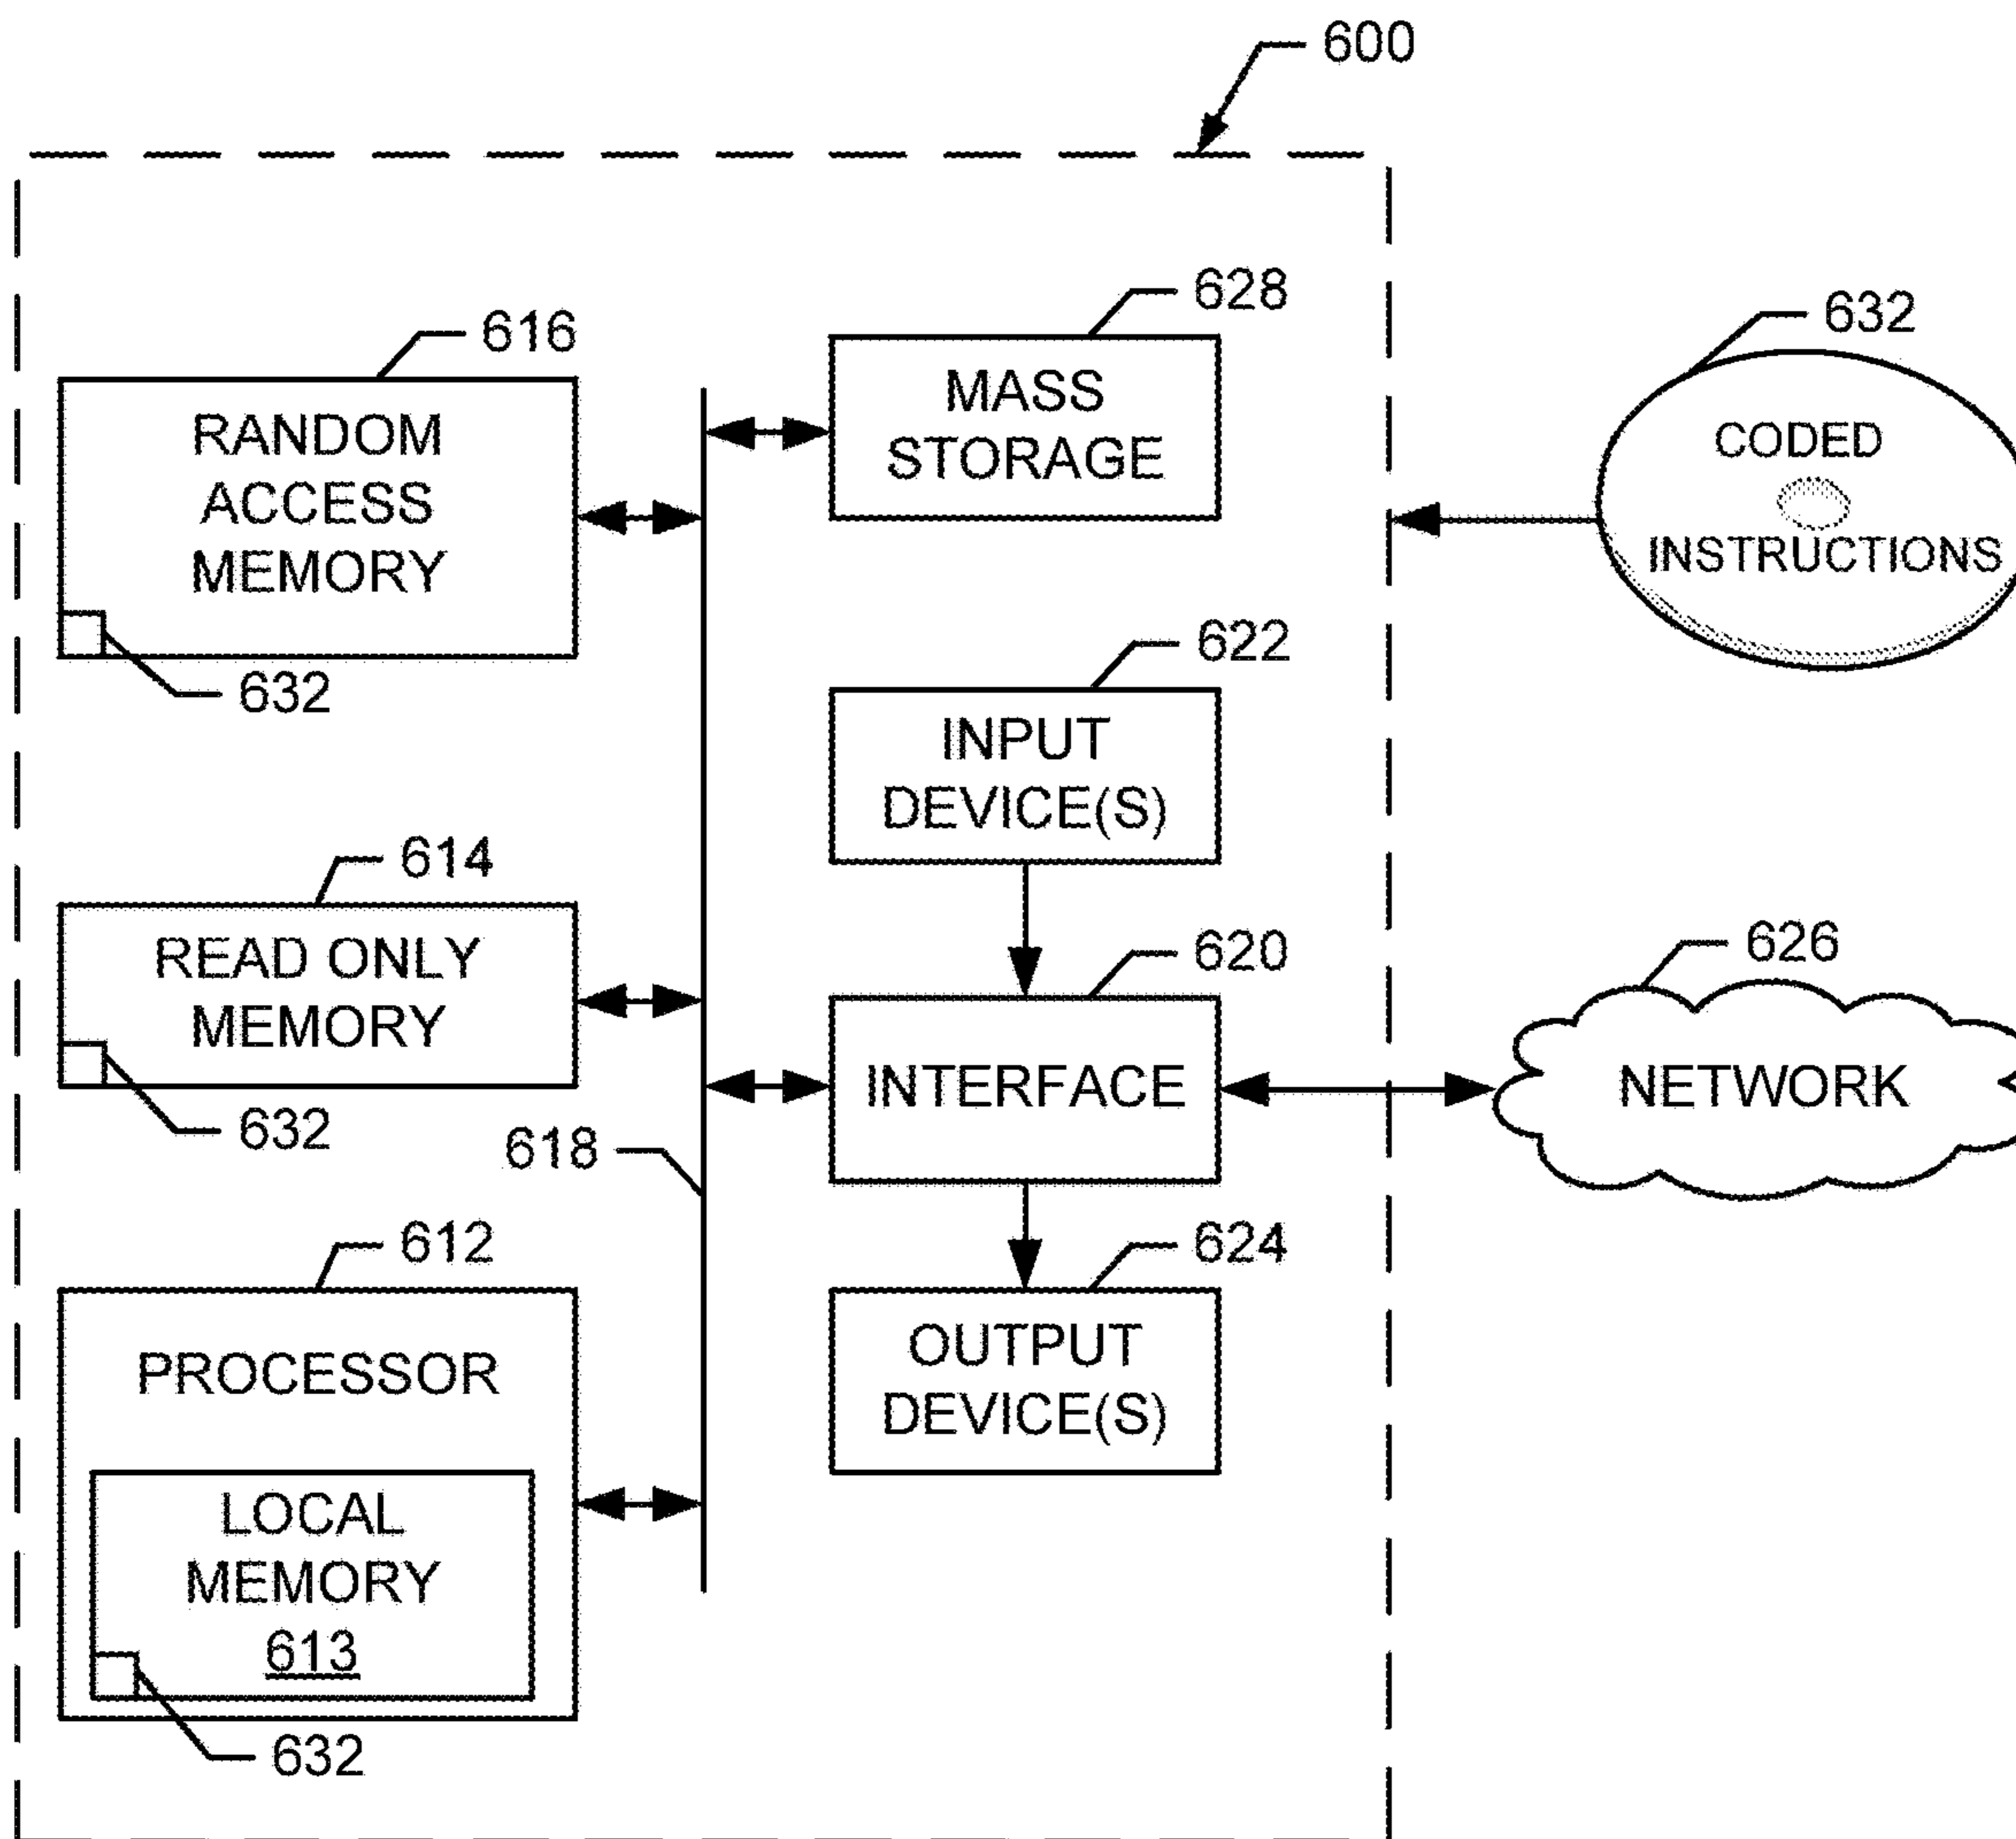 600
628
632
616
MASS
STORAGE
RANDOM
ACCESS
MEMORY
CODED
INSTRUCTIONS
632
622
INPUT
DEVICE(S)
614
620
626
READ ONLY
MEMORY
INTERFACE
NETWORK
632
618
612
624
PROCESSOR
OUTPUT
DEVICE(S)
LOCAL
MEMORY
613
632